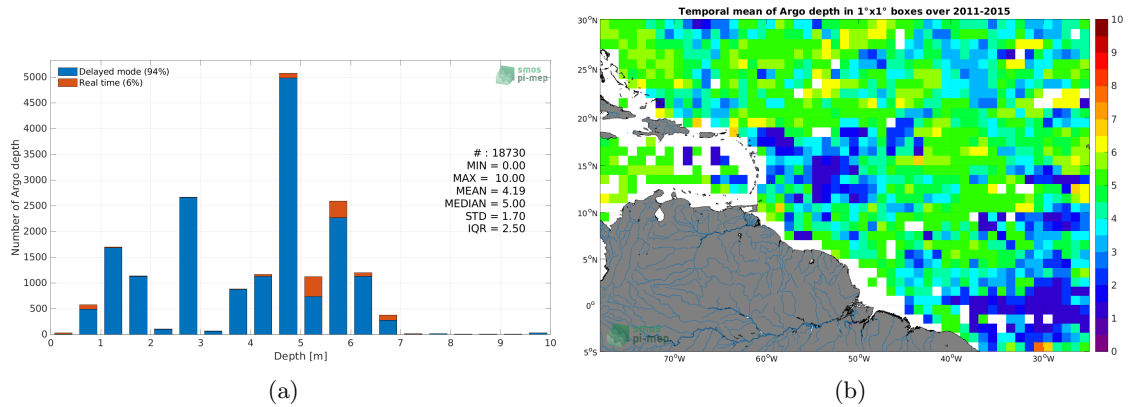 Delayed mode (94%)
Real time (6%)
smos
pi-mep
5000
4500
4000
3500
3000
2500
2000
1500
1000
500
0
Number of Argo depth
# : 18730
MIN = 0.00
MAX = 10.00
MEAN = 4.19
MEDIAN = 5.00
STD = 1.70
IQR = 2.50
0 1 2 3 4 5 6 7 8 9 10
Depth [m]
(a)
Temporal mean of Argo depth in 1°x1° boxes over 2011-2015
30°N
25°N
20°N
15°N
10°N
5°N
0°
5°S
70°W 60°W 50°W 40°W 30°W
smos
pi-mep
10
9
8
7
6
5
4
3
2
1
0
(b)